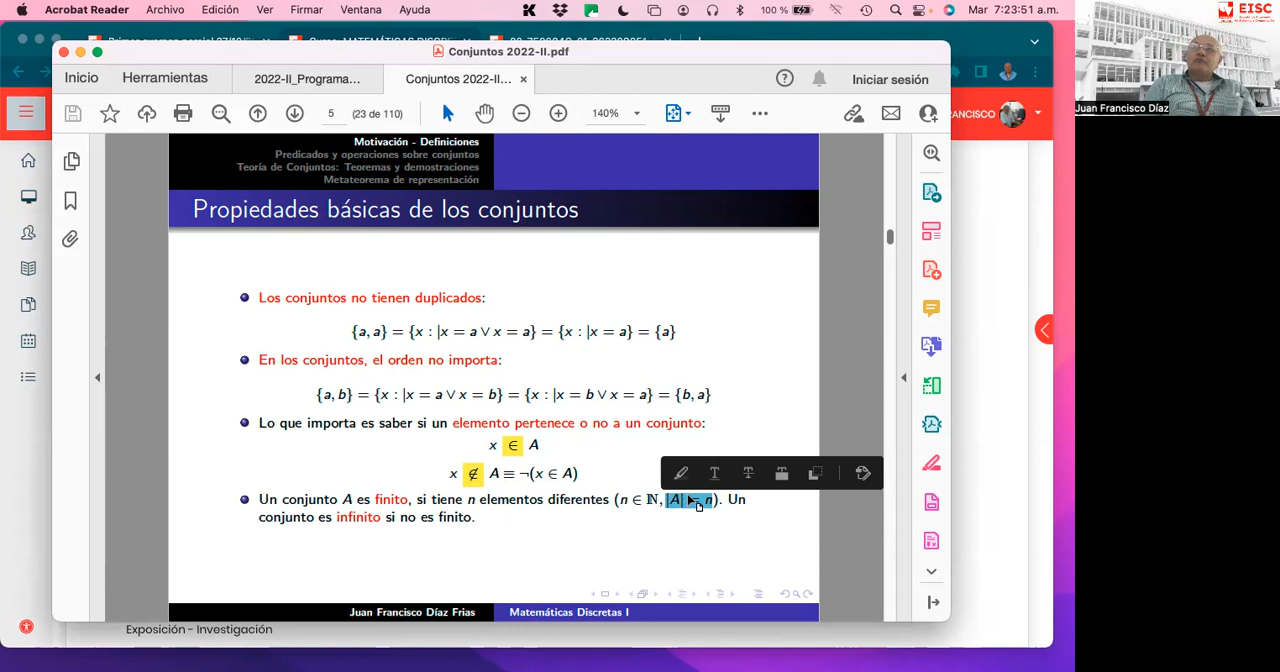 Acrobat Reader Archivo Edición Ver Firmar Ventana Ayuda 100 % Mar 7:23:51 a.m.
EISC
Conjuntos 2022-II.pdf
Inicio Herramientas 2022-II_Programa... Conjuntos 2022-II... × Iniciar sesión
5 (23 de 110) 140%
ANCISCO
Juan Francisco Díaz
Motivación - Definiciones
Predicados y operaciones sobre conjuntos
Teoría de Conjuntos: Teoremas y demostraciones
Metateorema de representación
Propiedades básicas de los conjuntos
Los conjuntos no tienen duplicados:
{a, a} = {x : |x = a ∨ x = a} = {x : |x = a} = {a}
En los conjuntos, el orden no importa:
{a, b} = {x : |x = a ∨ x = b} = {x : |x = b ∨ x = a} = {b, a}
Lo que importa es saber si un elemento pertenece o no a un conjunto:
x ∈ A
x ∉ A ≡ ¬(x ∈ A)
Un conjunto A es finito, si tiene n elementos diferentes (n ∈ ℕ, |A| = n). Un
conjunto es infinito si no es finito.
Juan Francisco Díaz Frias Matemáticas Discretas I
Exposición - Investigación